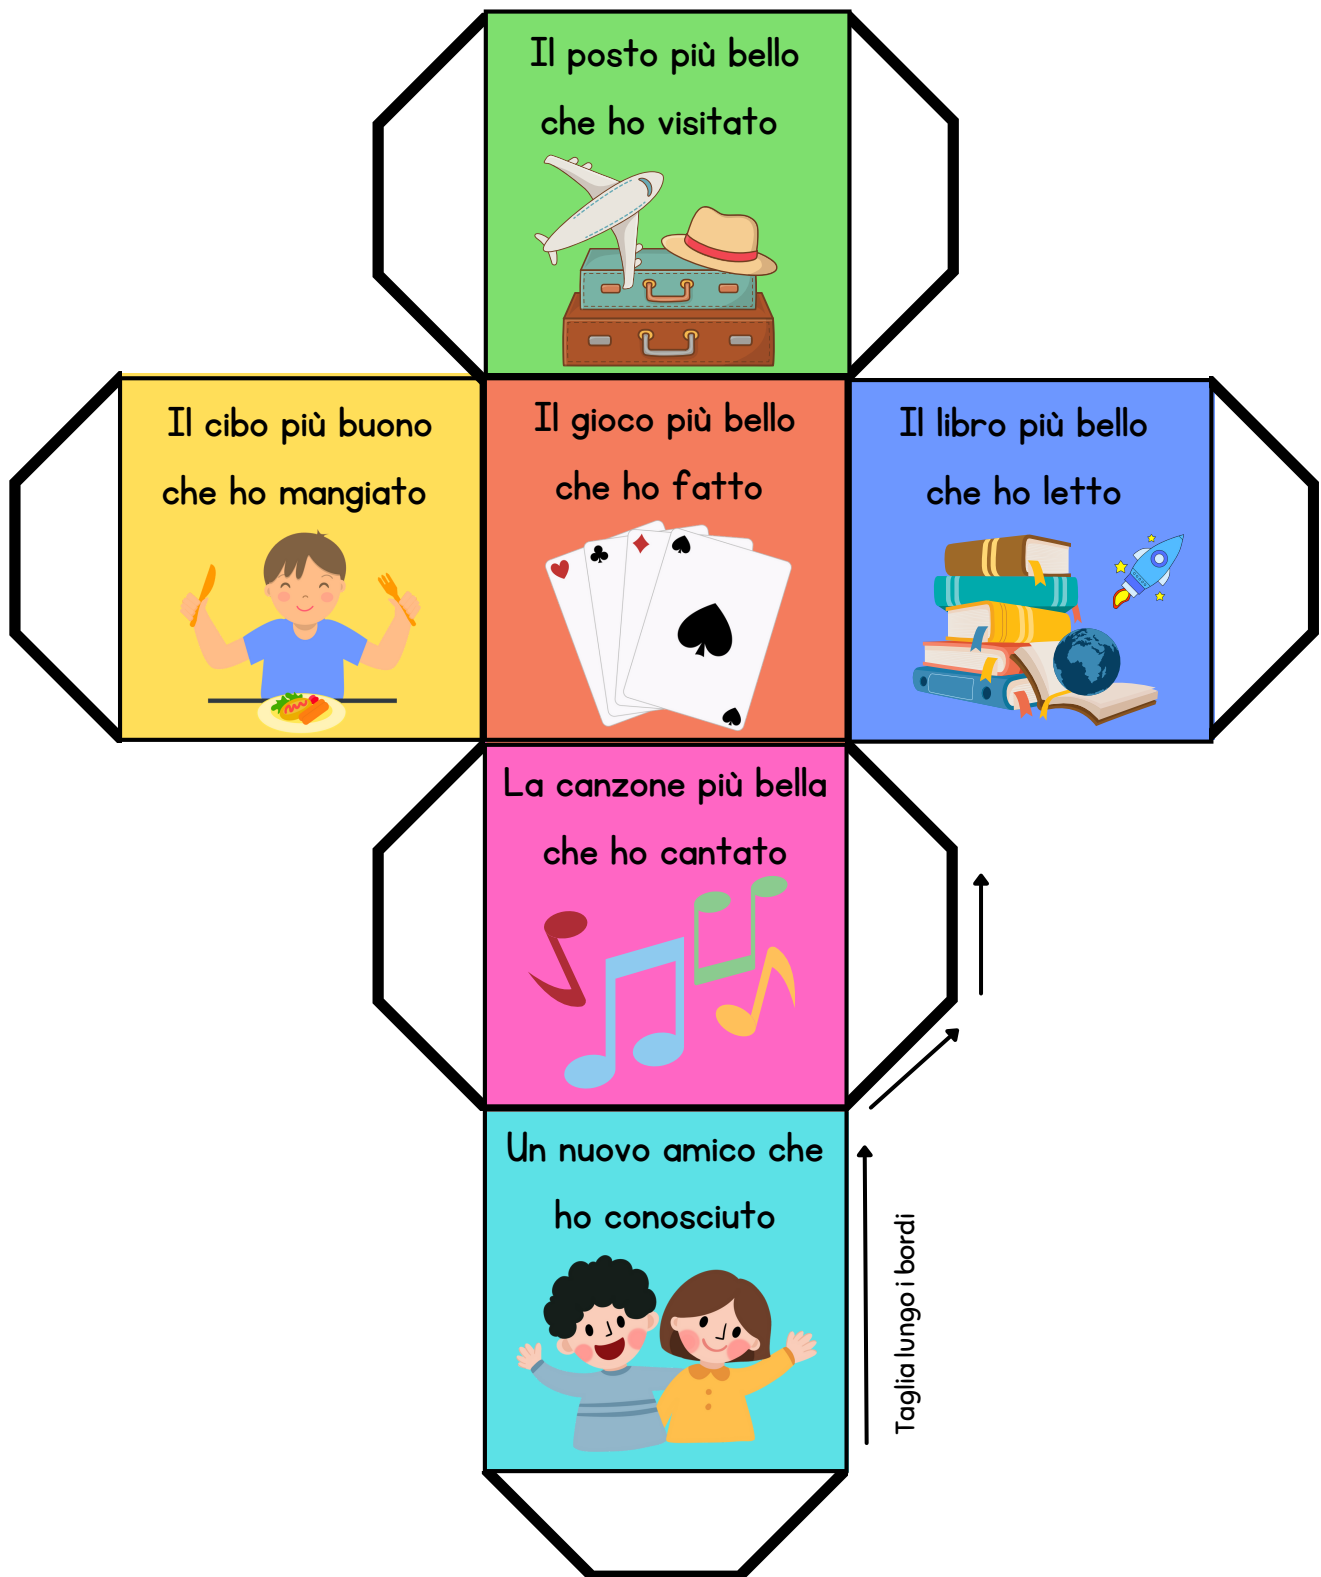 Il posto più bello
che ho visitato
Il cibo più buono
che ho mangiato
Il gioco più bello
che ho fatto
Il libro più bello
che ho letto
La canzone più bella
che ho cantato
Un nuovo amico che
ho conosciuto
Taglia lungo i bordi